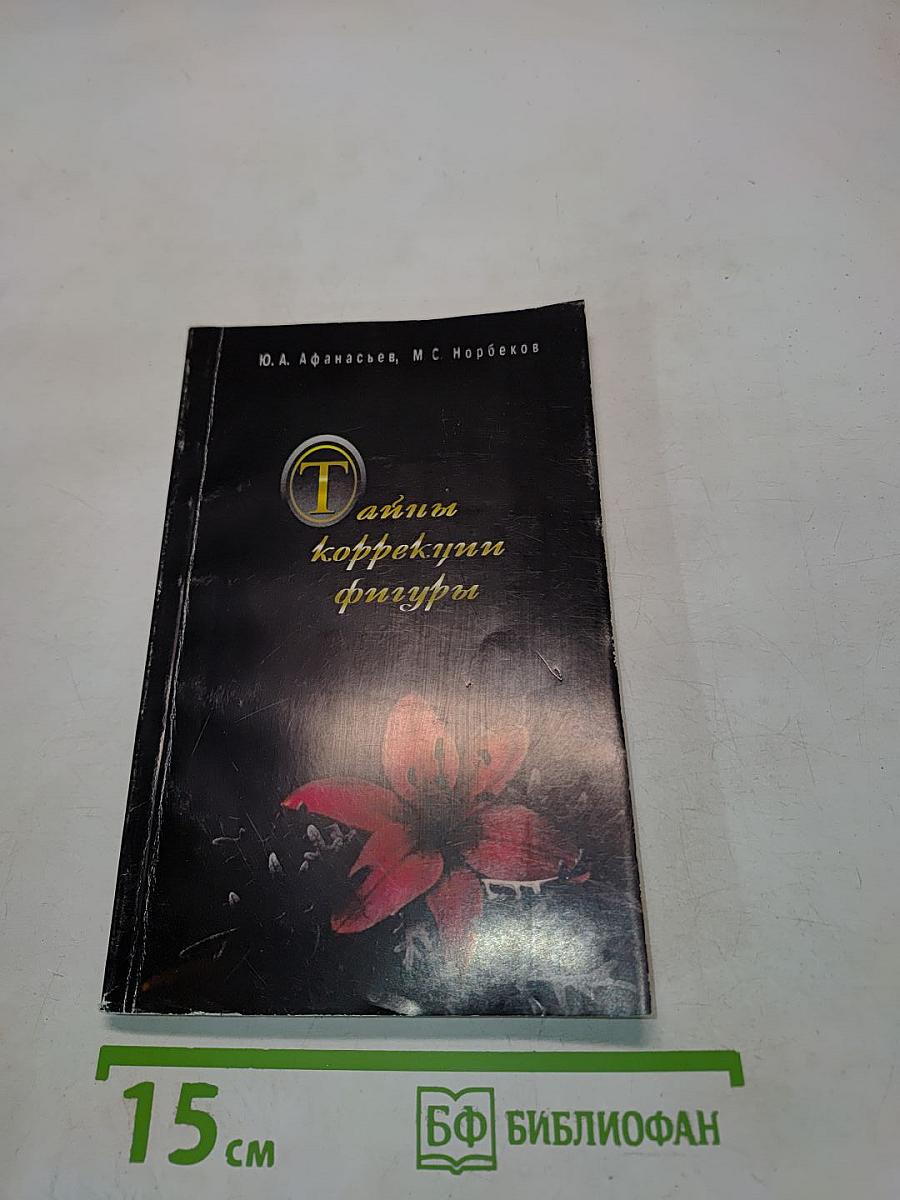 Ю.А. Афанасьев, М.С. Норбеков
Тайны
коррекции
фигуры
15 см
БФ БИБЛИОФАН